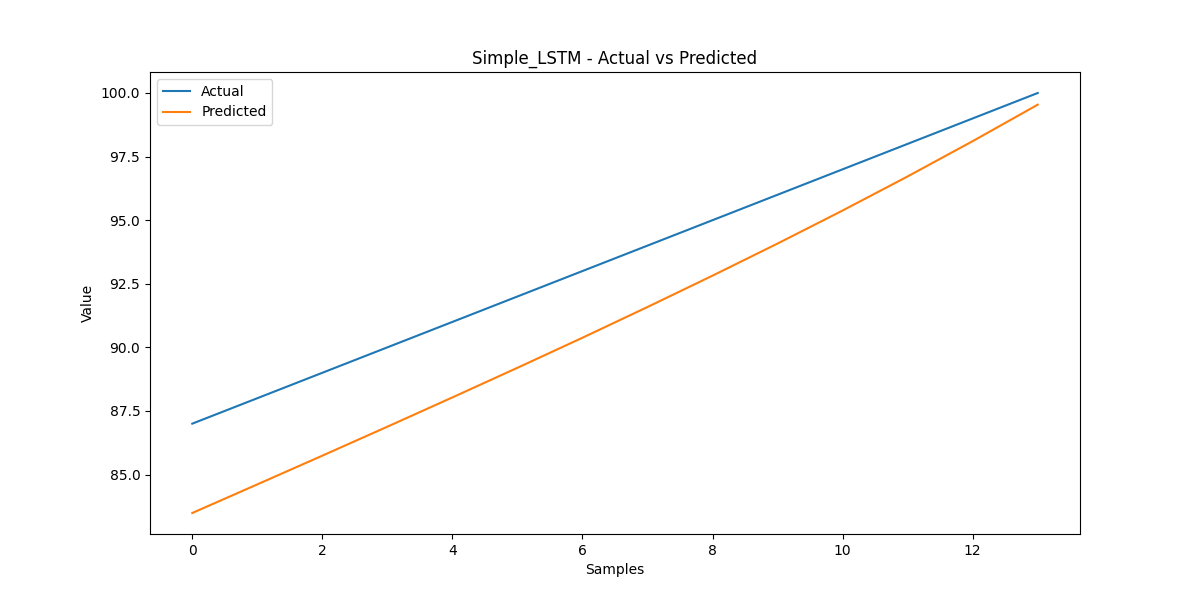 Simple_LSTM - Actual vs Predicted
Actual
Predicted
100.0
97.5
95.0
92.5
90.0
87.5
85.0
Value
0 2 4 6 8 10 12
Samples